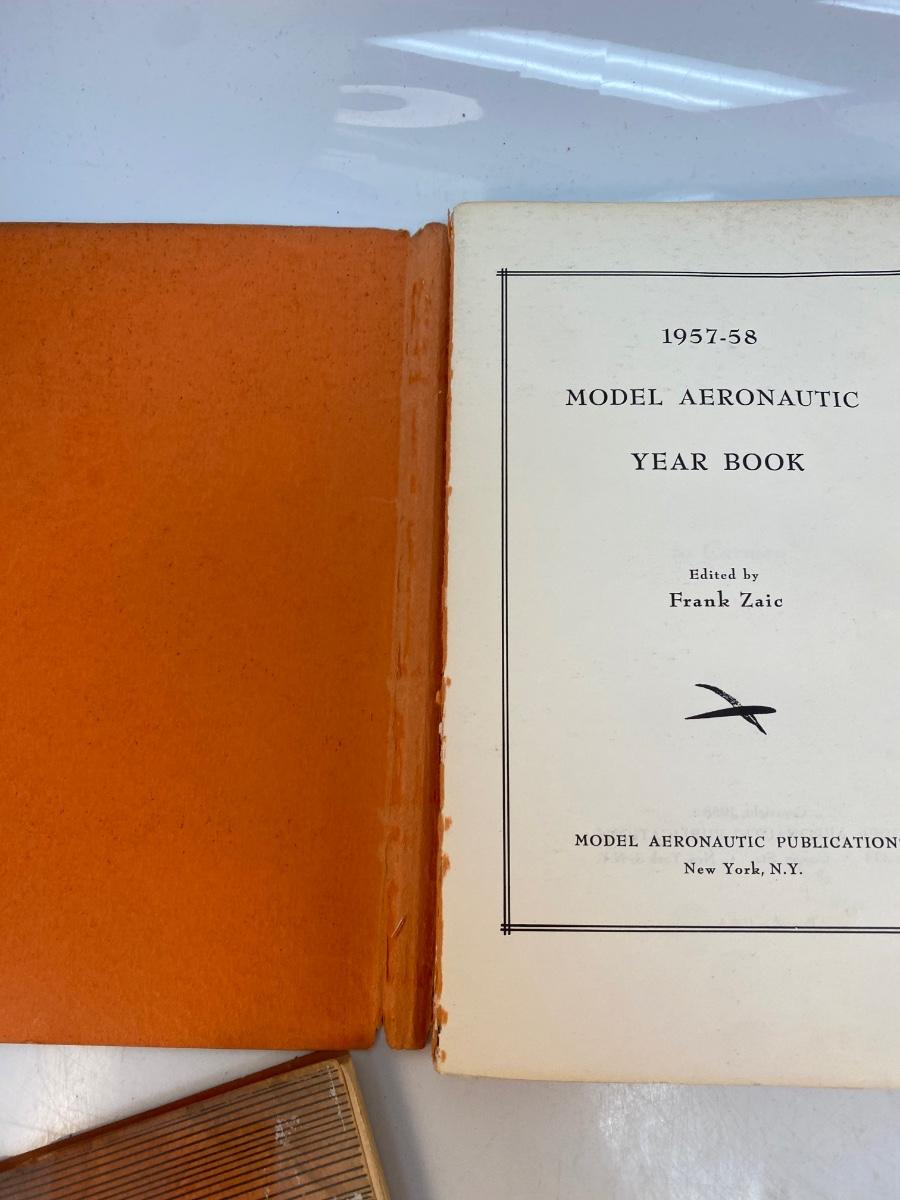 1957-58
MODEL AERONAUTIC
YEAR BOOK
Edited by
Frank Zaic
MODEL AERONAUTIC PUBLICATION
New York, N.Y.